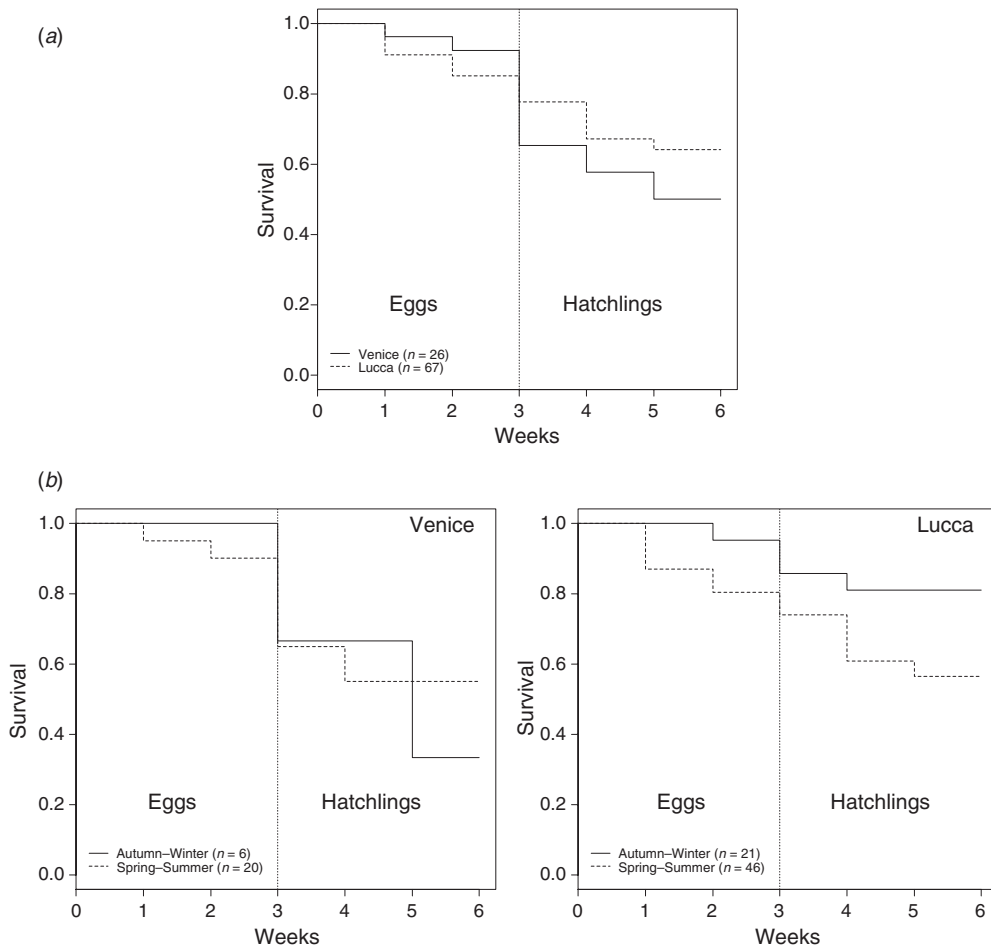 (a)
1.0
0.8
0.6
0.4
0.2
0.0
Survival
Eggs
Hatchlings
Venice (n = 26)
Lucca (n = 67)
0 1 2 3 4 5 6
Weeks
(b)
Venice
1.0
0.8
0.6
0.4
0.2
0.0
Survival
Eggs
Hatchlings
Autumn–Winter (n = 6)
Spring–Summer (n = 20)
0 1 2 3 4 5 6
Weeks
Lucca
1.0
0.8
0.6
0.4
0.2
0.0
Survival
Eggs
Hatchlings
Autumn–Winter (n = 21)
Spring–Summer (n = 46)
0 1 2 3 4 5 6
Weeks